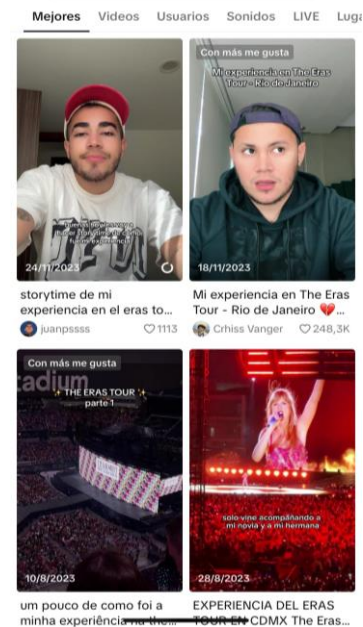 Mejores Videos Usuarios Sonidos LIVE Luga
24/11/2023
storytime de mi
experiencia en el eras to...
juanpssss 1113
Con más me gusta
Mi experiencia en The Eras
Tour - Rio de Janeiro
18/11/2023
Mi experiencia en The Eras
Tour - Rio de Janeiro 💔...
Crhiss Vanger 248,3K
Con más me gusta
adium
✨ THE ERAS TOUR ✨
parte 1
10/8/2023
um pouco de como foi a
minha experiência na the...
solo vine acompañando a
mi novia y a mi hermana
28/8/2023
EXPERIENCIA DEL ERAS
TOUR EN CDMX The Eras...